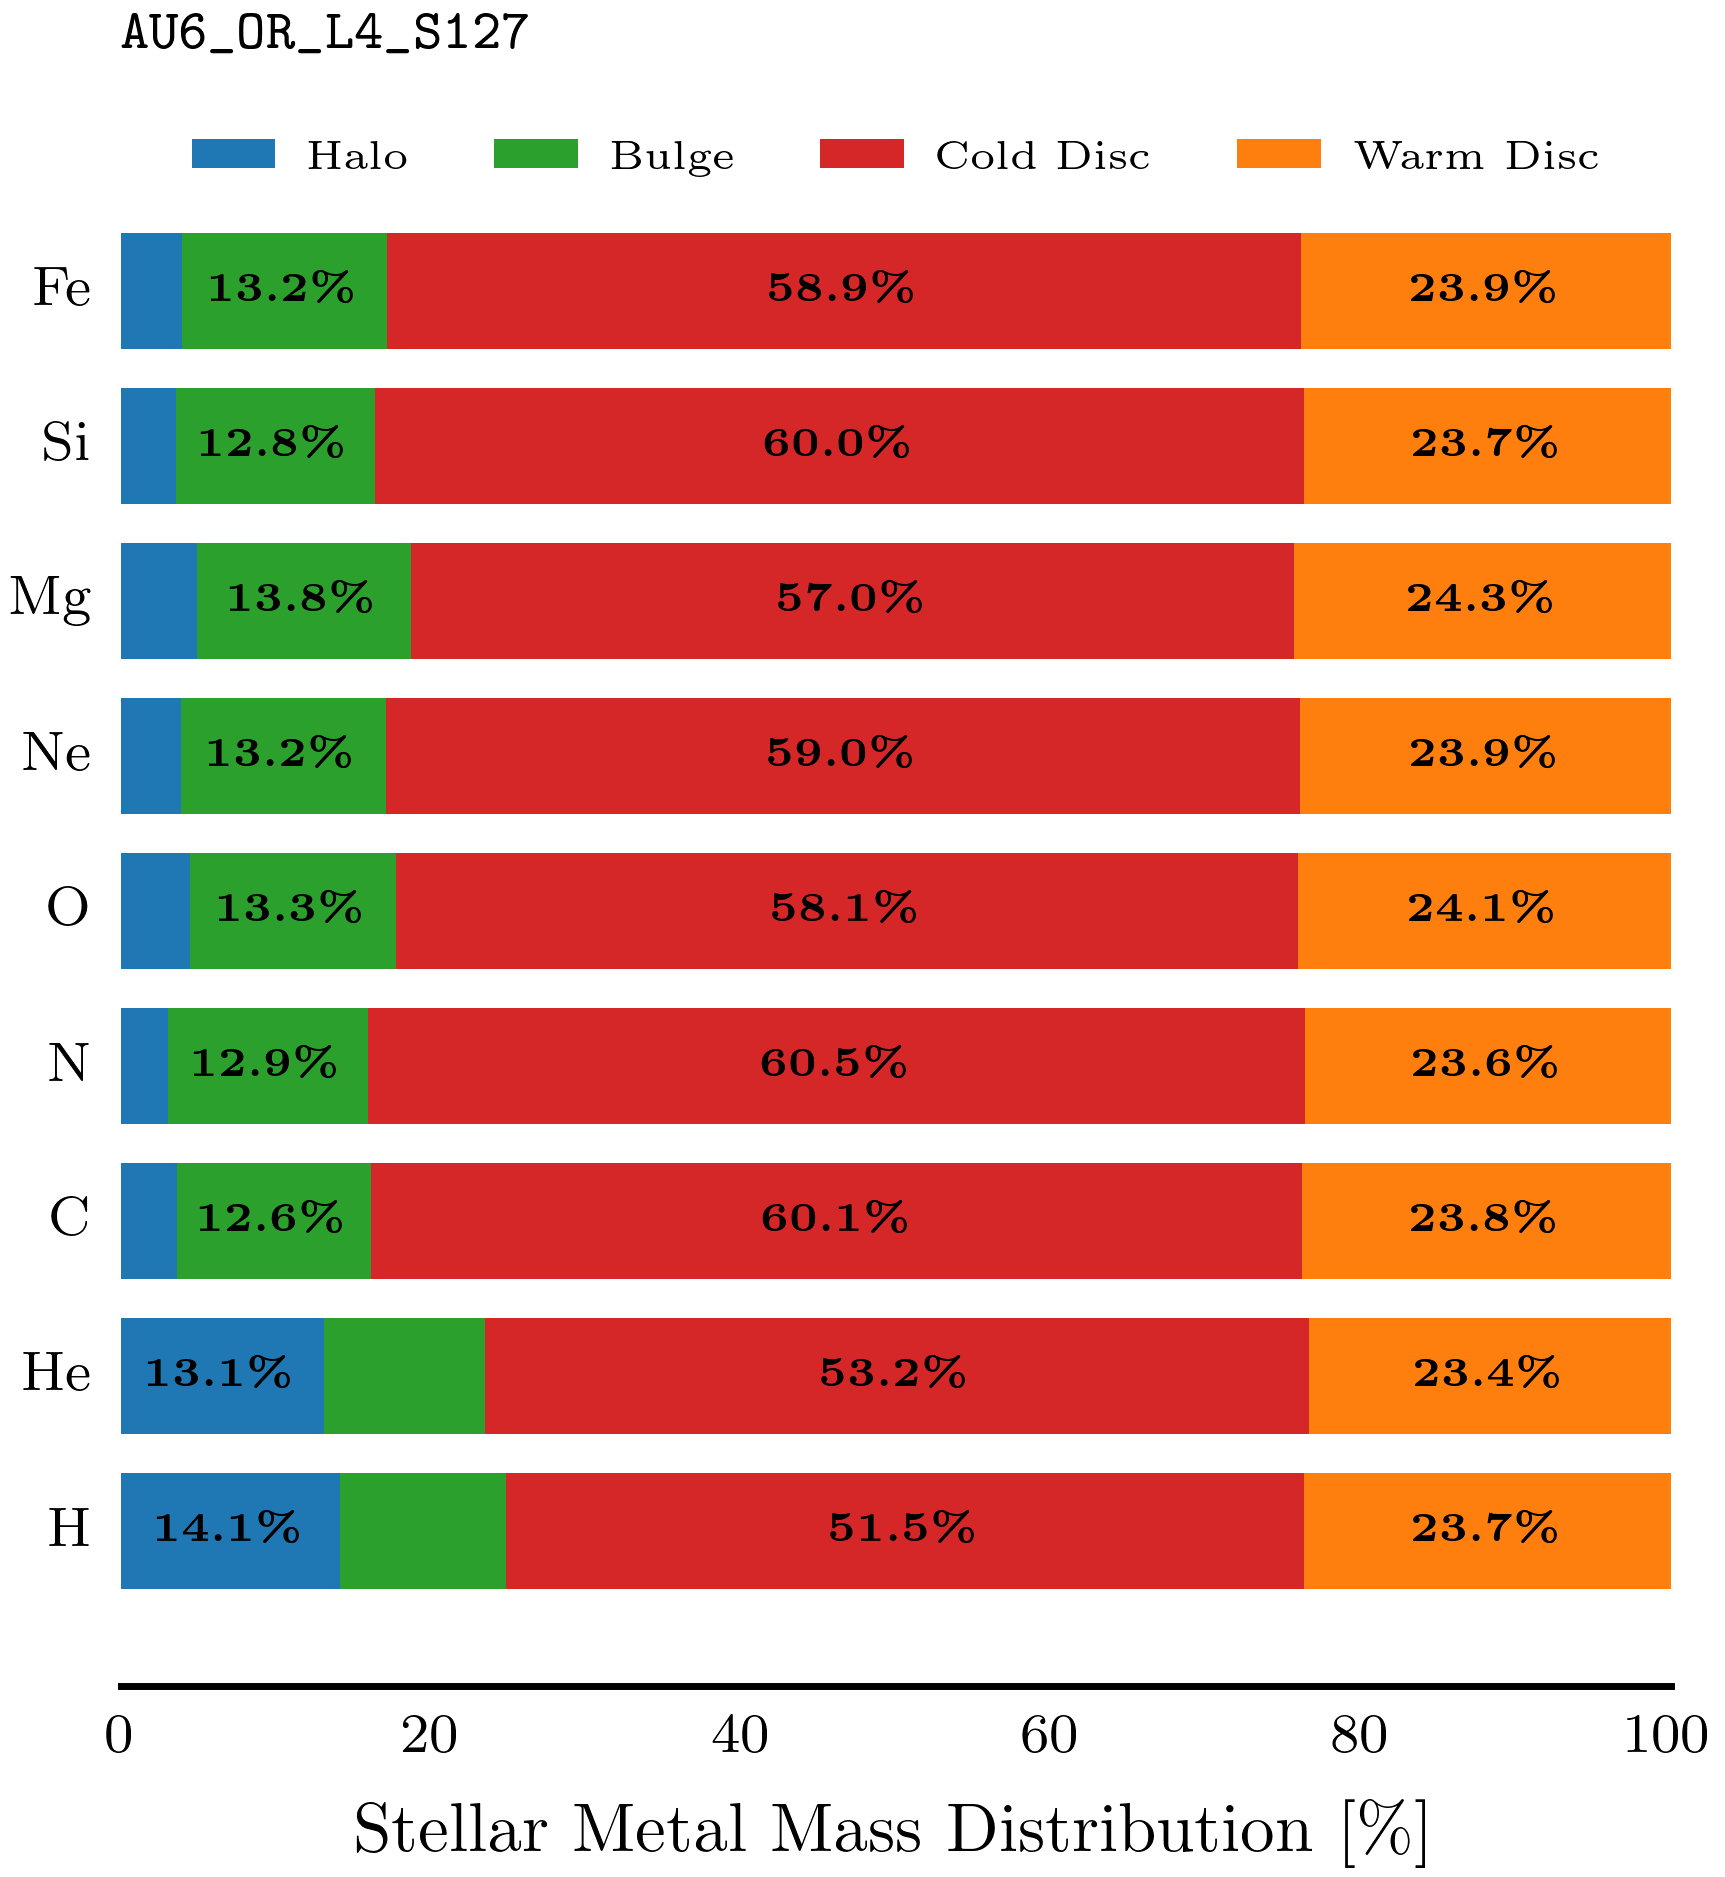 AU6_OR_L4_S127
Halo Bulge Cold Disc Warm Disc
Fe 13.2% 58.9% 23.9%
Si 12.8% 60.0% 23.7%
Mg 13.8% 57.0% 24.3%
Ne 13.2% 59.0% 23.9%
O 13.3% 58.1% 24.1%
N 12.9% 60.5% 23.6%
C 12.6% 60.1% 23.8%
He 13.1% 53.2% 23.4%
H 14.1% 51.5% 23.7%
0 20 40 60 80 100
Stellar Metal Mass Distribution [%]